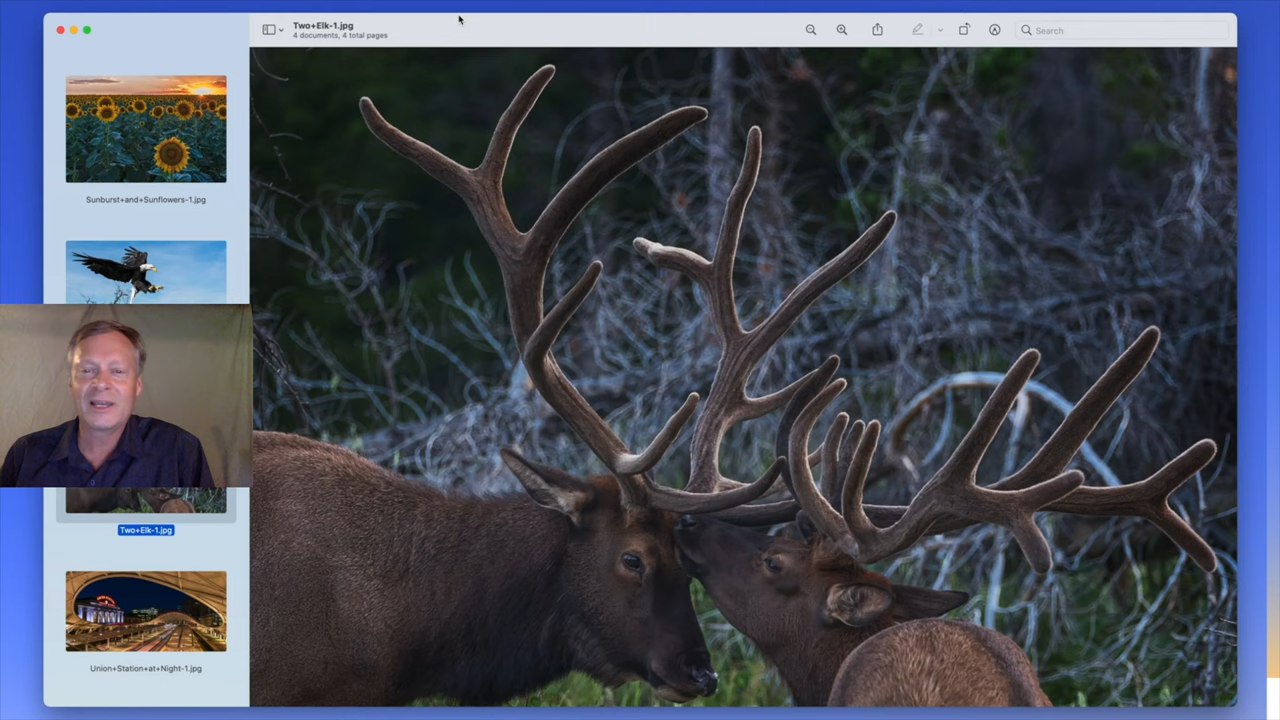 Two+Elk-1.jpg
4 documents, 4 total pages
Search
Sunburst+and+Sunflowers-1.jpg
Two+Elk-1.jpg
Union+Station+at+Night-1.jpg